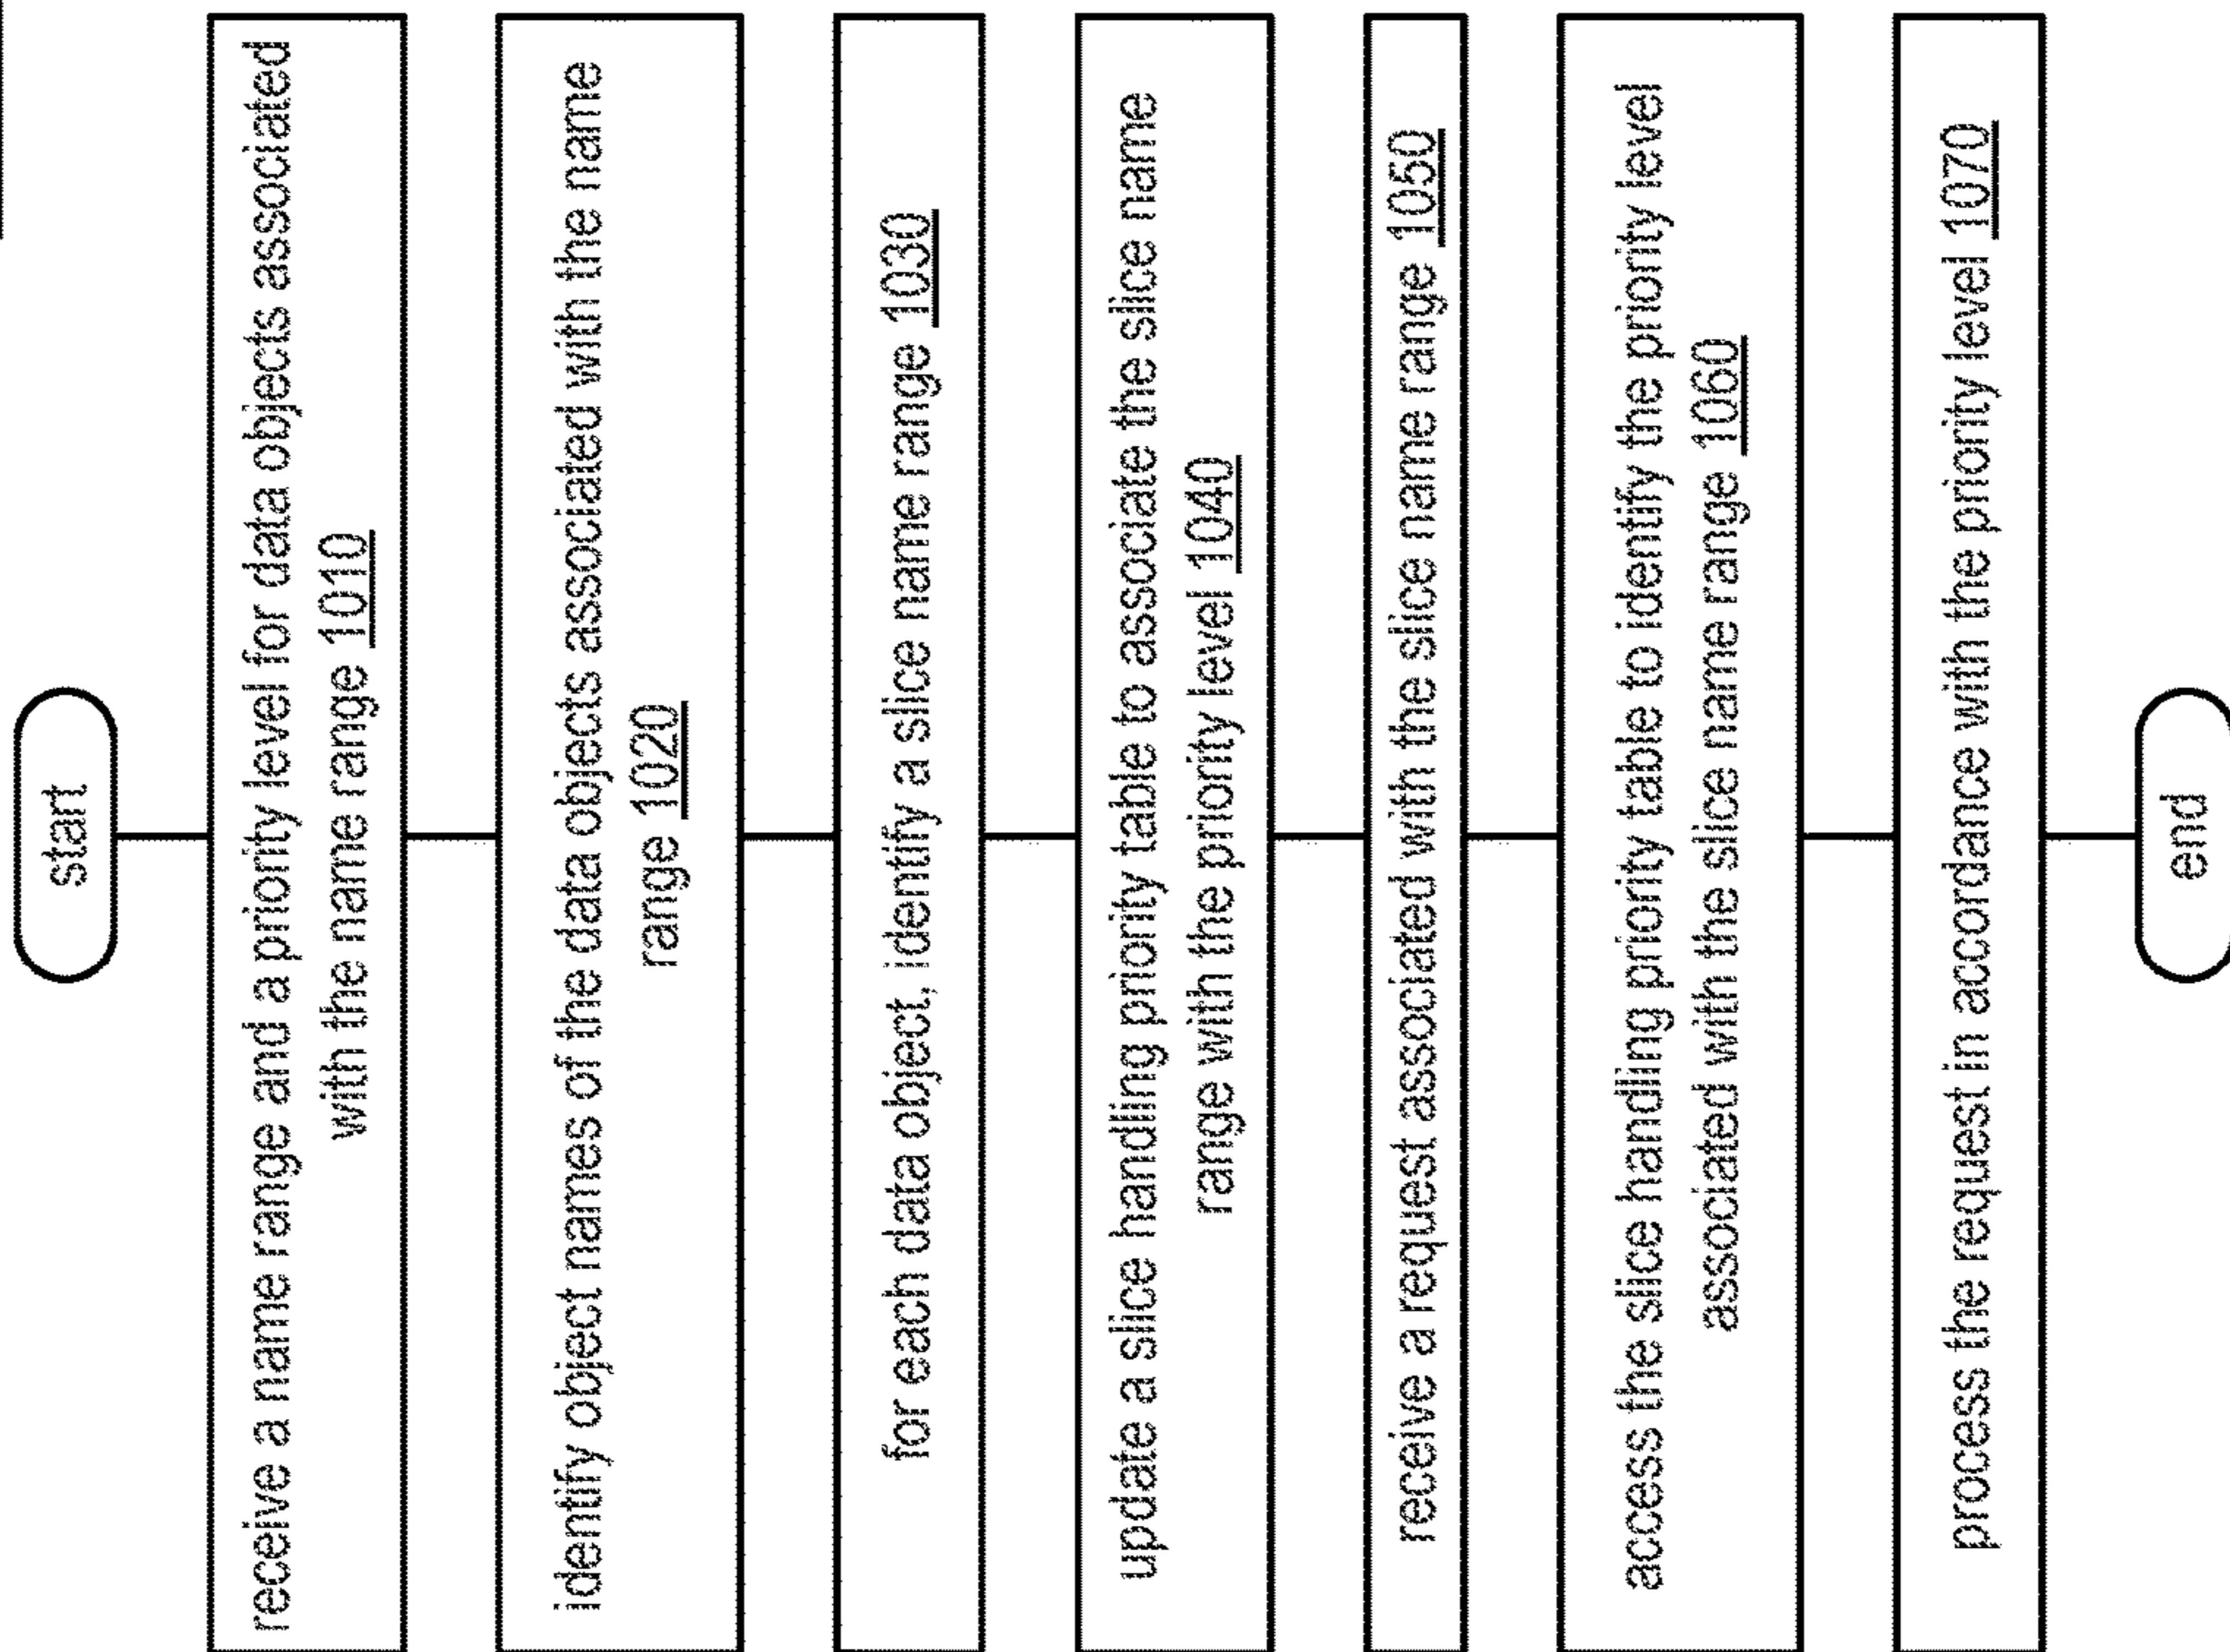 start
receive a name range and a priority level for data objects associated
with the name range 1010
identify object names of the data objects associated with the name
range 1020
for each data object, identify a slice name range 1030
update a slice handling priority table to associate the slice name
range with the priority level 1040
receive a request associated with the slice name range 1050
access the slice handling priority table to identify the priority level
associated with the slice name range 1060
process the request in accordance with the priority level 1070
end